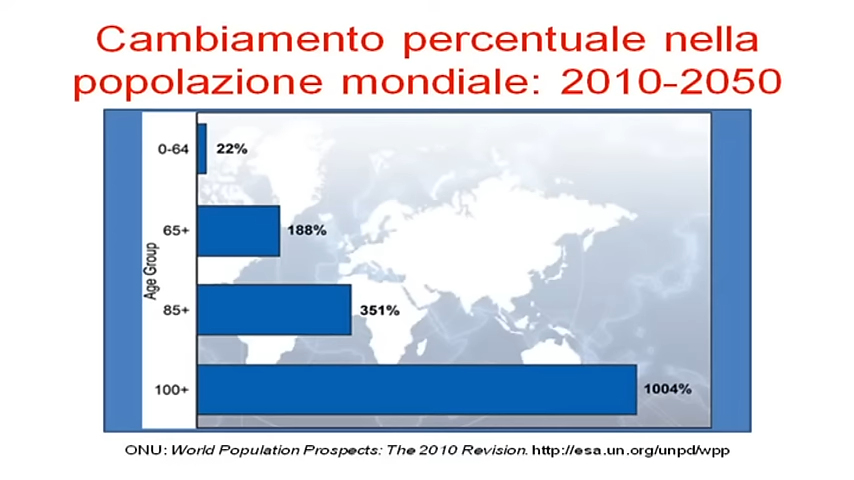 Cambiamento percentuale nella
popolazione mondiale: 2010-2050
Age Group
0-64 22%
65+ 188%
85+ 351%
100+ 1004%
ONU: World Population Prospects: The 2010 Revision. http://esa.un.org/unpd/wpp